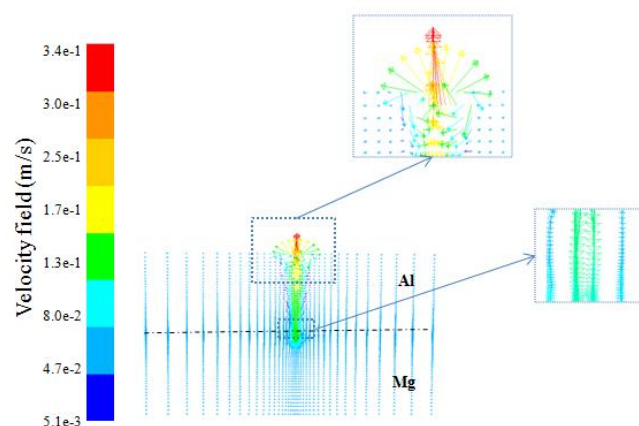 Velocity field (m/s)
3.4e-1
3.0e-1
2.5e-1
1.7e-1
1.3e-1
8.0e-2
4.7e-2
5.1e-3
Al
Mg